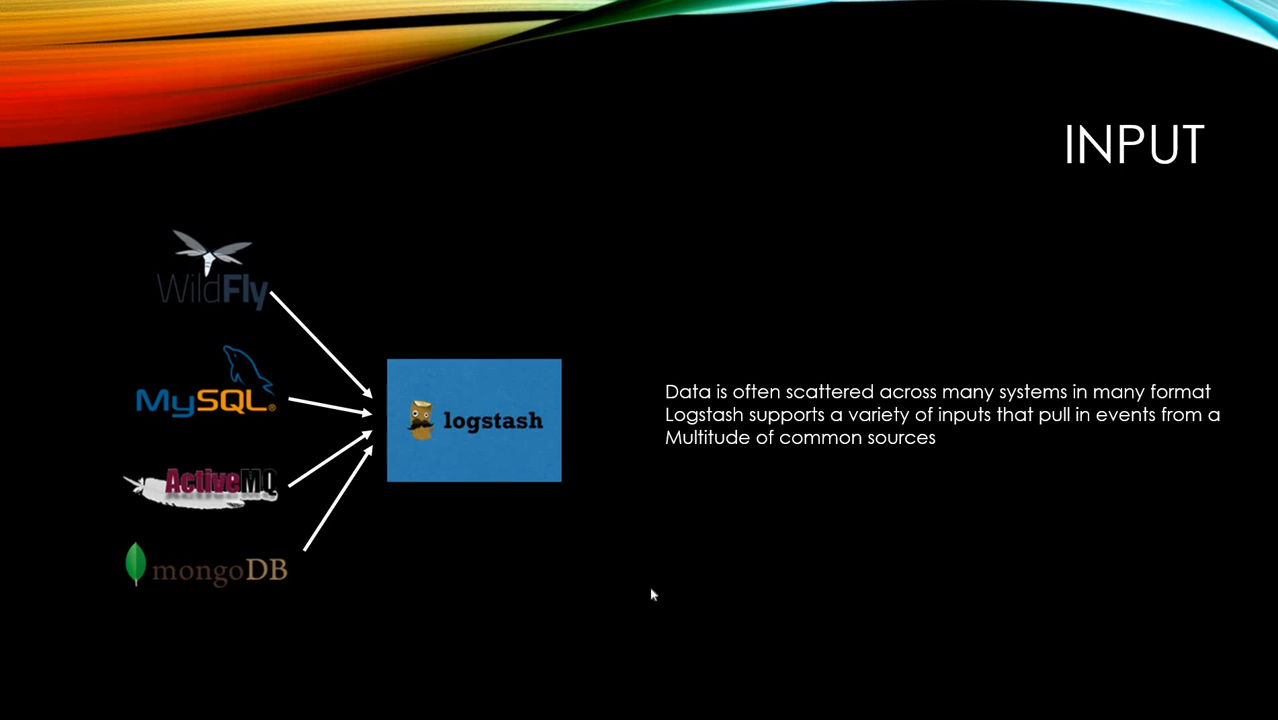 INPUT
WildFly
MySQL®
ActiveMQ
mongoDB
logstash
Data is often scattered across many systems in many format
Logstash supports a variety of inputs that pull in events from a
Multitude of common sources